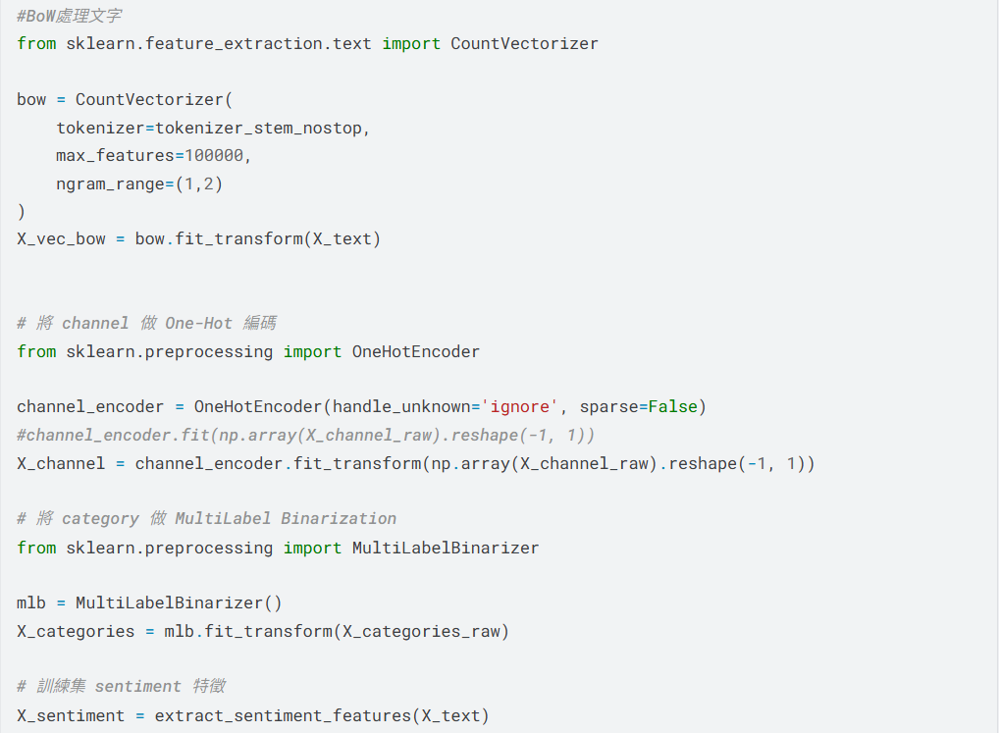 #BoW處理文字
from sklearn.feature_extraction.text import CountVectorizer
bow = CountVectorizer(
    tokenizer=tokenizer_stem_nostop,
    max_features=100000,
    ngram_range=(1,2)
)
X_vec_bow = bow.fit_transform(X_text)
# 將 channel 做 One-Hot 編碼
from sklearn.preprocessing import OneHotEncoder
channel_encoder = OneHotEncoder(handle_unknown='ignore', sparse=False)
#channel_encoder.fit(np.array(X_channel_raw).reshape(-1, 1))
X_channel = channel_encoder.fit_transform(np.array(X_channel_raw).reshape(-1, 1))
# 將 category 做 MultiLabel Binarization
from sklearn.preprocessing import MultiLabelBinarizer
mlb = MultiLabelBinarizer()
X_categories = mlb.fit_transform(X_categories_raw)
# 訓練集 sentiment 特徵
X_sentiment = extract_sentiment_features(X_text)